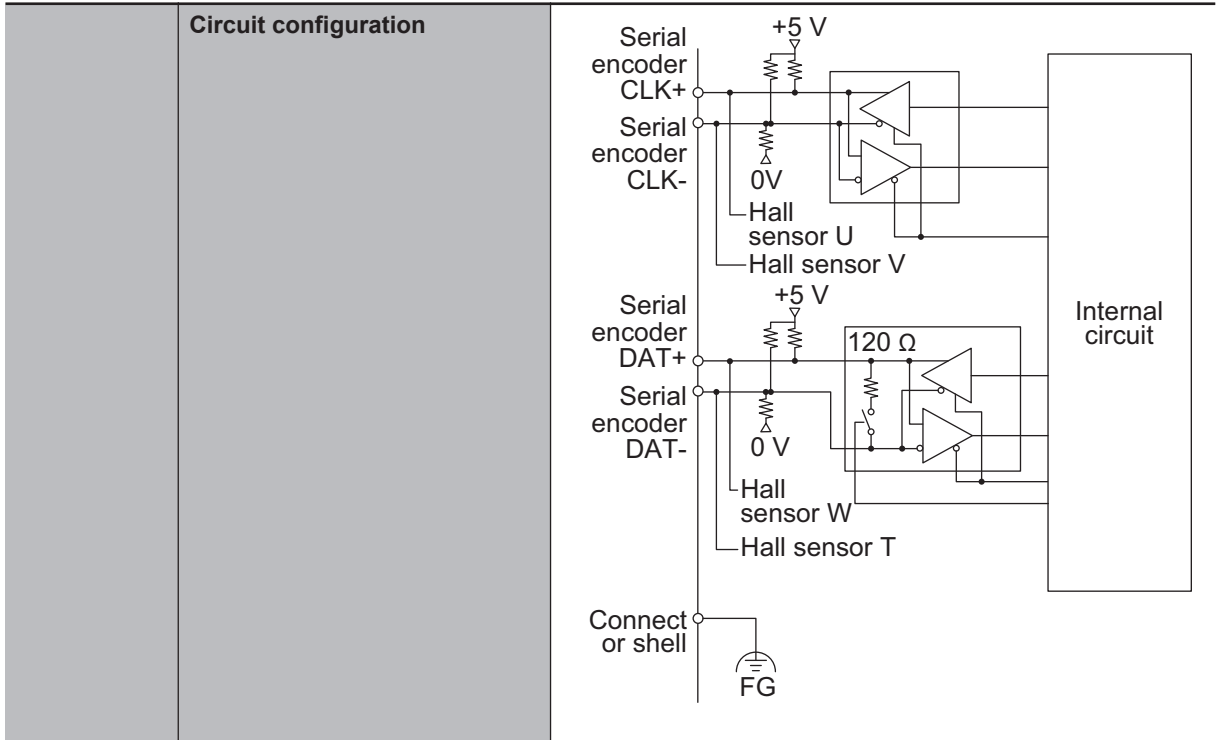 Circuit configuration
+5 V
Serial
encoder
CLK+
Serial
encoder
CLK-
0V
Hall
sensor U
Hall sensor V
+5 V
Serial
encoder
DAT+
120 Ω
Serial
encoder
DAT-
0 V
Hall
sensor W
Hall sensor T
Internal
circuit
Connect
or shell
FG